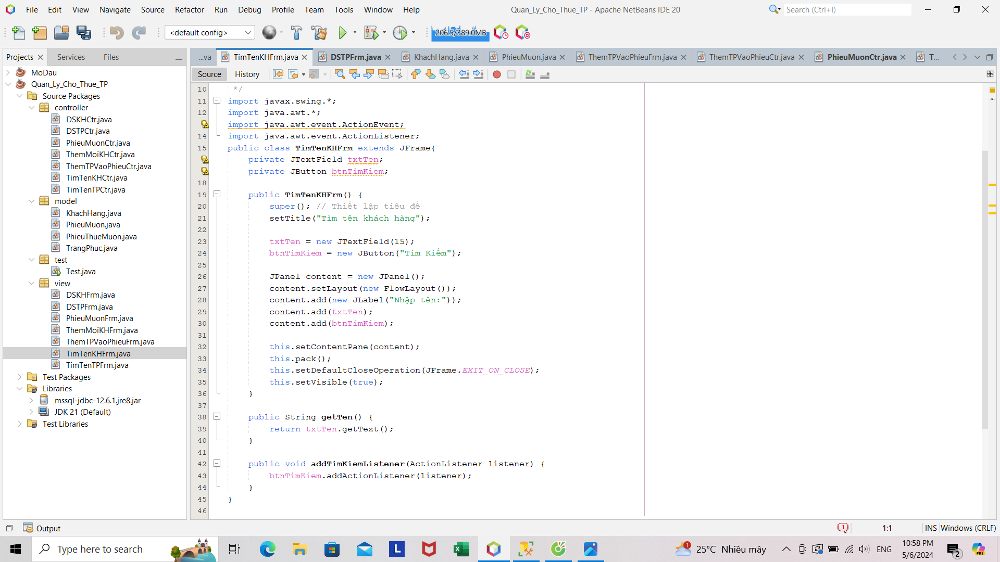 File Edit View Navigate Source Refactor Run Debug Profile Team Tools Window Help
Quan_Ly_Cho_Thue_TP - Apache NetBeans IDE 20
Search (Ctrl+I)
<default config>
206.5/389.0MB
Projects Services Files
MoDau
Quan_Ly_Cho_Thue_TP
Source Packages
controller
DSKHCtr.java
DSTPCtr.java
PhieuMuonCtr.java
ThemMoiKHCtr.java
ThemTPVaoPhieuCtr.java
TimTenKHCtr.java
TimTenTPCtr.java
model
KhachHang.java
PhieuMuon.java
PhieuThueMuon.java
TrangPhuc.java
test
Test.java
view
DSKHFrm.java
DSTPFrm.java
PhieuMuonFrm.java
ThemMoiKHFrm.java
ThemTPVaoPhieuFrm.java
TimTenKHFrm.java
TimTenTPFrm.java
Test Packages
Libraries
mssql-jdbc-12.6.1.jre8.jar
JDK 21 (Default)
Test Libraries
...va TimTenKHFrm.java DSTPFrm.java KhachHang.java PhieuMuon.java ThemTPVaoPhieuFrm.java ThemTPVaoPhieuCtr.java PhieuMuonCtr.java T...
Source History
10 */
11 import javax.swing.*;
12 import java.awt.*;
import java.awt.event.ActionEvent;
14 import java.awt.event.ActionListener;
15 public class TimTenKHFrm extends JFrame{
private JTextField txtTen;
private JButton btnTimKiem;
18
19 public TimTenKHFrm() {
20 super(); // Thiết lập tiêu đề
21 setTitle("Tìm tên khách hàng");
22
23 txtTen = new JTextField(15);
24 btnTimKiem = new JButton("Tìm Kiếm");
25
26 JPanel content = new JPanel();
27 content.setLayout(new FlowLayout());
28 content.add(new JLabel("Nhập tên:"));
29 content.add(txtTen);
30 content.add(btnTimKiem);
31
32 this.setContentPane(content);
33 this.pack();
34 this.setDefaultCloseOperation(JFrame.EXIT_ON_CLOSE);
35 this.setVisible(true);
36 }
37
38 public String getTen() {
39 return txtTen.getText();
40 }
41
42 public void addTimKiemListener(ActionListener listener) {
43 btnTimKiem.addActionListener(listener);
44 }
45 }
46
Output
1
1:1
INS Windows (CRLF)
Type here to search
1
25°C Nhiều mây
ENG
10:58 PM
5/6/2024
2
PRE